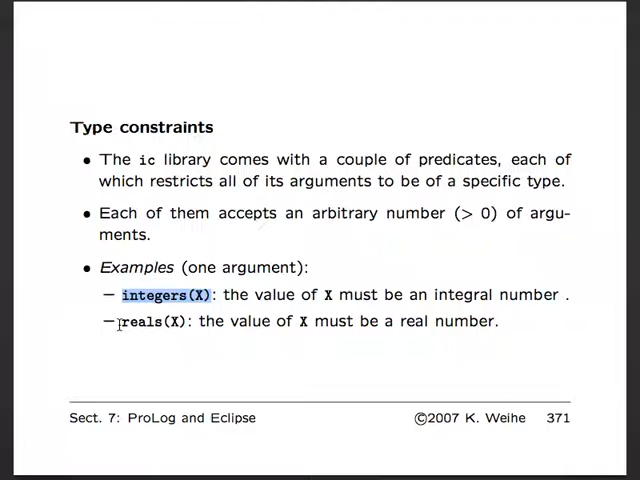 Type constraints
• The ic library comes with a couple of predicates, each of
which restricts all of its arguments to be of a specific type.
• Each of them accepts an arbitrary number (> 0) of argu-
ments.
• Examples (one argument):
– integers(X): the value of X must be an integral number .
– reals(X): the value of X must be a real number.
Sect. 7: ProLog and Eclipse ©2007 K. Weihe 371